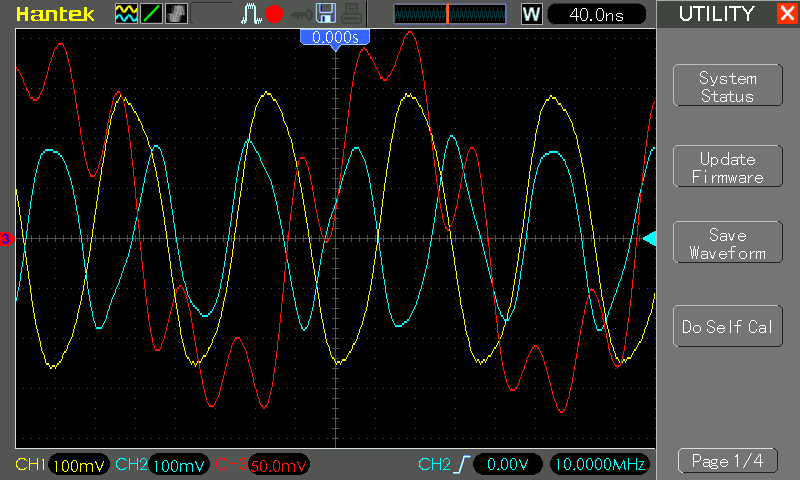 Hantek
W
40.0ns
UTILITY
0.000s
System
Status
Update
Firmware
3
Save
Waveform
Do Self Cal
CH1 100mV CH2 100mV CH3 50.0mV CH2 0.00V 10.0000MHz
Page 1/4